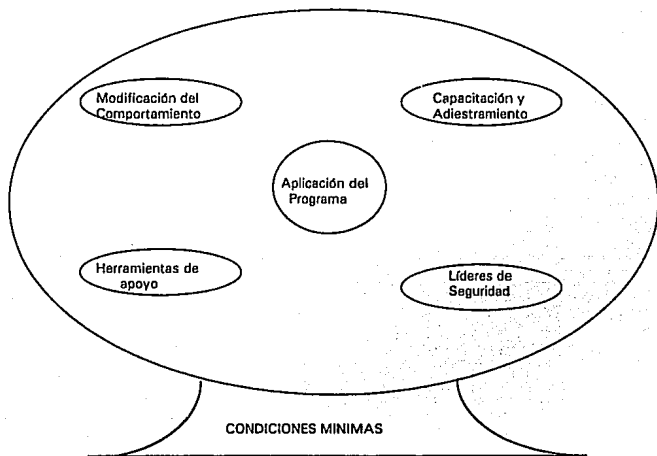 Modificación del
Comportamiento
Capacitación y
Adiestramiento
Aplicación del
Programa
Herramientas de
apoyo
Líderes de
Seguridad
CONDICIONES MINIMAS